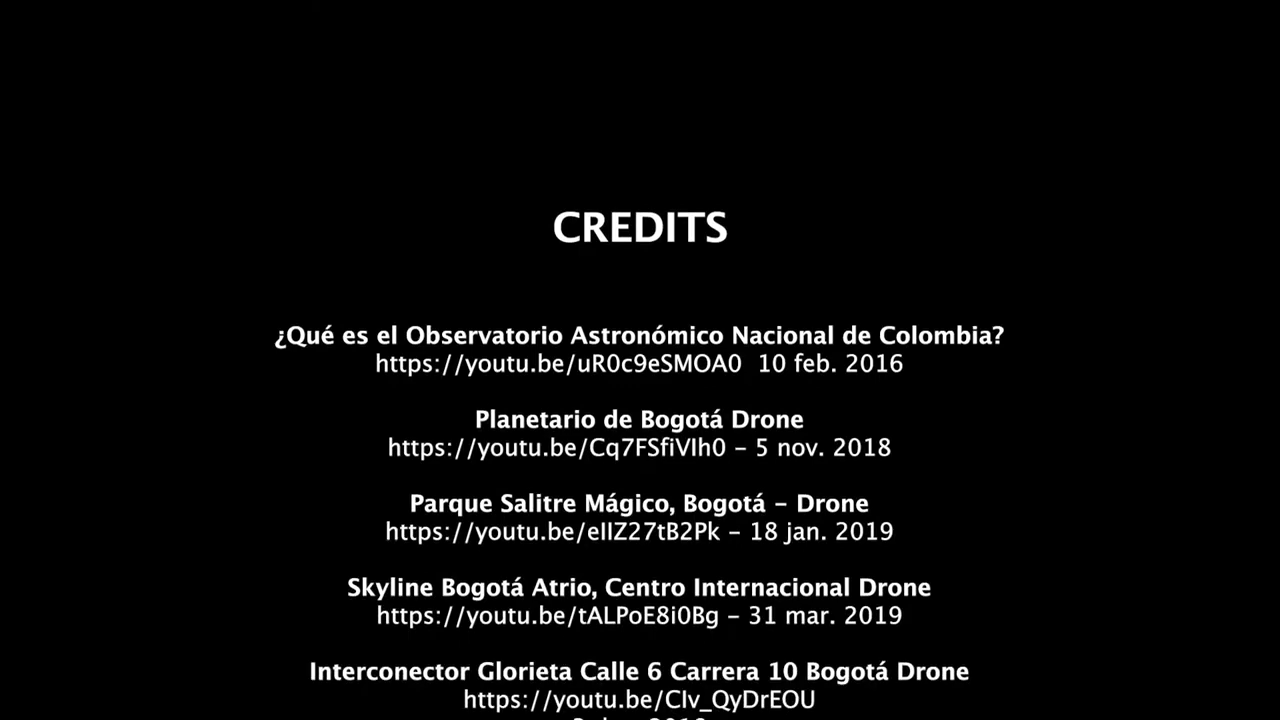 CREDITS
¿Qué es el Observatorio Astronómico Nacional de Colombia?
https://youtu.be/uR0c9eSMOA0 10 feb. 2016
Planetario de Bogotá Drone
https://youtu.be/Cq7FSfiVIh0 - 5 nov. 2018
Parque Salitre Mágico, Bogotá - Drone
https://youtu.be/eIIZ27tB2Pk - 18 jan. 2019
Skyline Bogotá Atrio, Centro Internacional Drone
https://youtu.be/tALPoE8i0Bg - 31 mar. 2019
Interconector Glorieta Calle 6 Carrera 10 Bogotá Drone
https://youtu.be/CIv_QyDrEOU